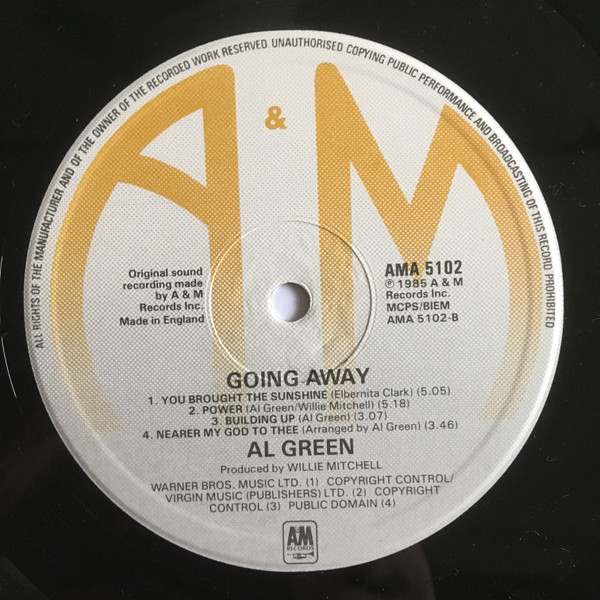 ALL RIGHTS OF THE MANUFACTURER AND OF THE OWNER OF THE RECORDED WORK RESERVED UNAUTHORISED COPYING PUBLIC PERFORMANCE AND BROADCASTING OF THIS RECORD PROHIBITED
A & M
Original sound
recording made
by A & M
Records Inc.
Made in England
AMA 5102
℗ 1985 A & M
Records Inc.
MCPS/BIEM
AMA 5102-B
GOING AWAY
1. YOU BROUGHT THE SUNSHINE (Elbernita Clark) (5.05)
2. POWER (Al Green/Willie Mitchell) (5.18)
3. BUILDING UP (Al Green) (3.07)
4. NEARER MY GOD TO THEE (Arranged by Al Green) (3.46)
AL GREEN
Produced by WILLIE MITCHELL
WARNER BROS. MUSIC LTD. (1) COPYRIGHT CONTROL/
VIRGIN MUSIC (PUBLISHERS) LTD. (2) COPYRIGHT
CONTROL (3) PUBLIC DOMAIN (4)
AM
RECORDS